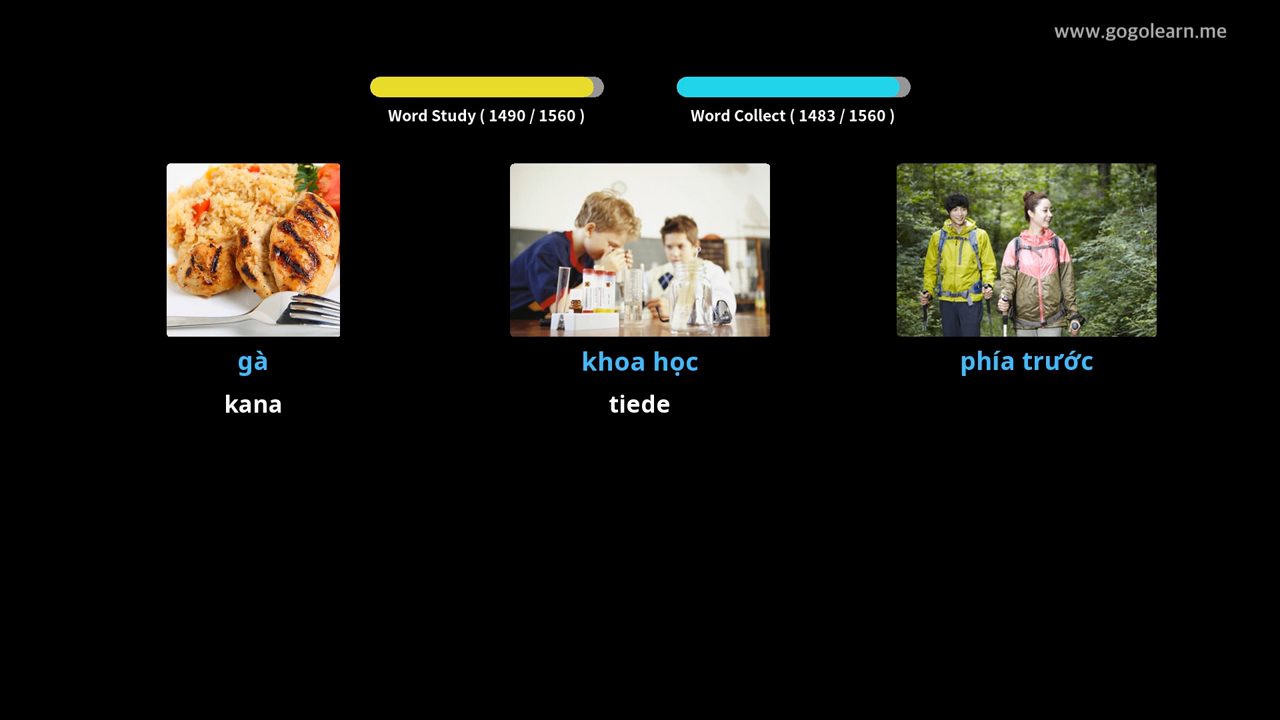 www.gogolearn.me
Word Study ( 1490 / 1560 )
Word Collect ( 1483 / 1560 )
gà
kana
khoa học
tiede
phía trước